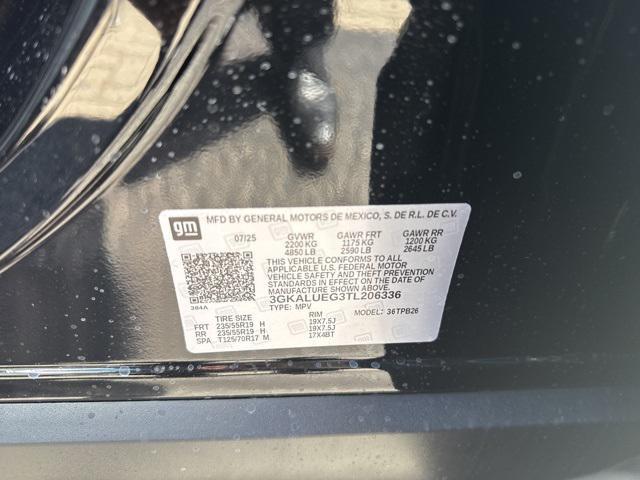 gm MFD BY GENERAL MOTORS DE MEXICO, S. DE R.L. DE C.V.
07/25 GVWR GAWR FRT GAWR RR
2200 KG 1175 KG 1200 KG
4850 LB 2590 LB 2645 LB
THIS VEHICLE CONFORMS TO ALL
APPLICABLE U.S. FEDERAL MOTOR
VEHICLE SAFETY AND THEFT PREVENTION
STANDARDS IN EFFECT ON THE DATE OF
MANUFACTURE SHOWN ABOVE.
384A 3GKALUEG3TL206336
TYPE: MPV MODEL: 36TPB26
TIRE SIZE RIM
FRT 235/55R19 H 19X7.5J
RR 235/55R19 H 19X7.5J
SPA T125/70R17 M 17X4BT